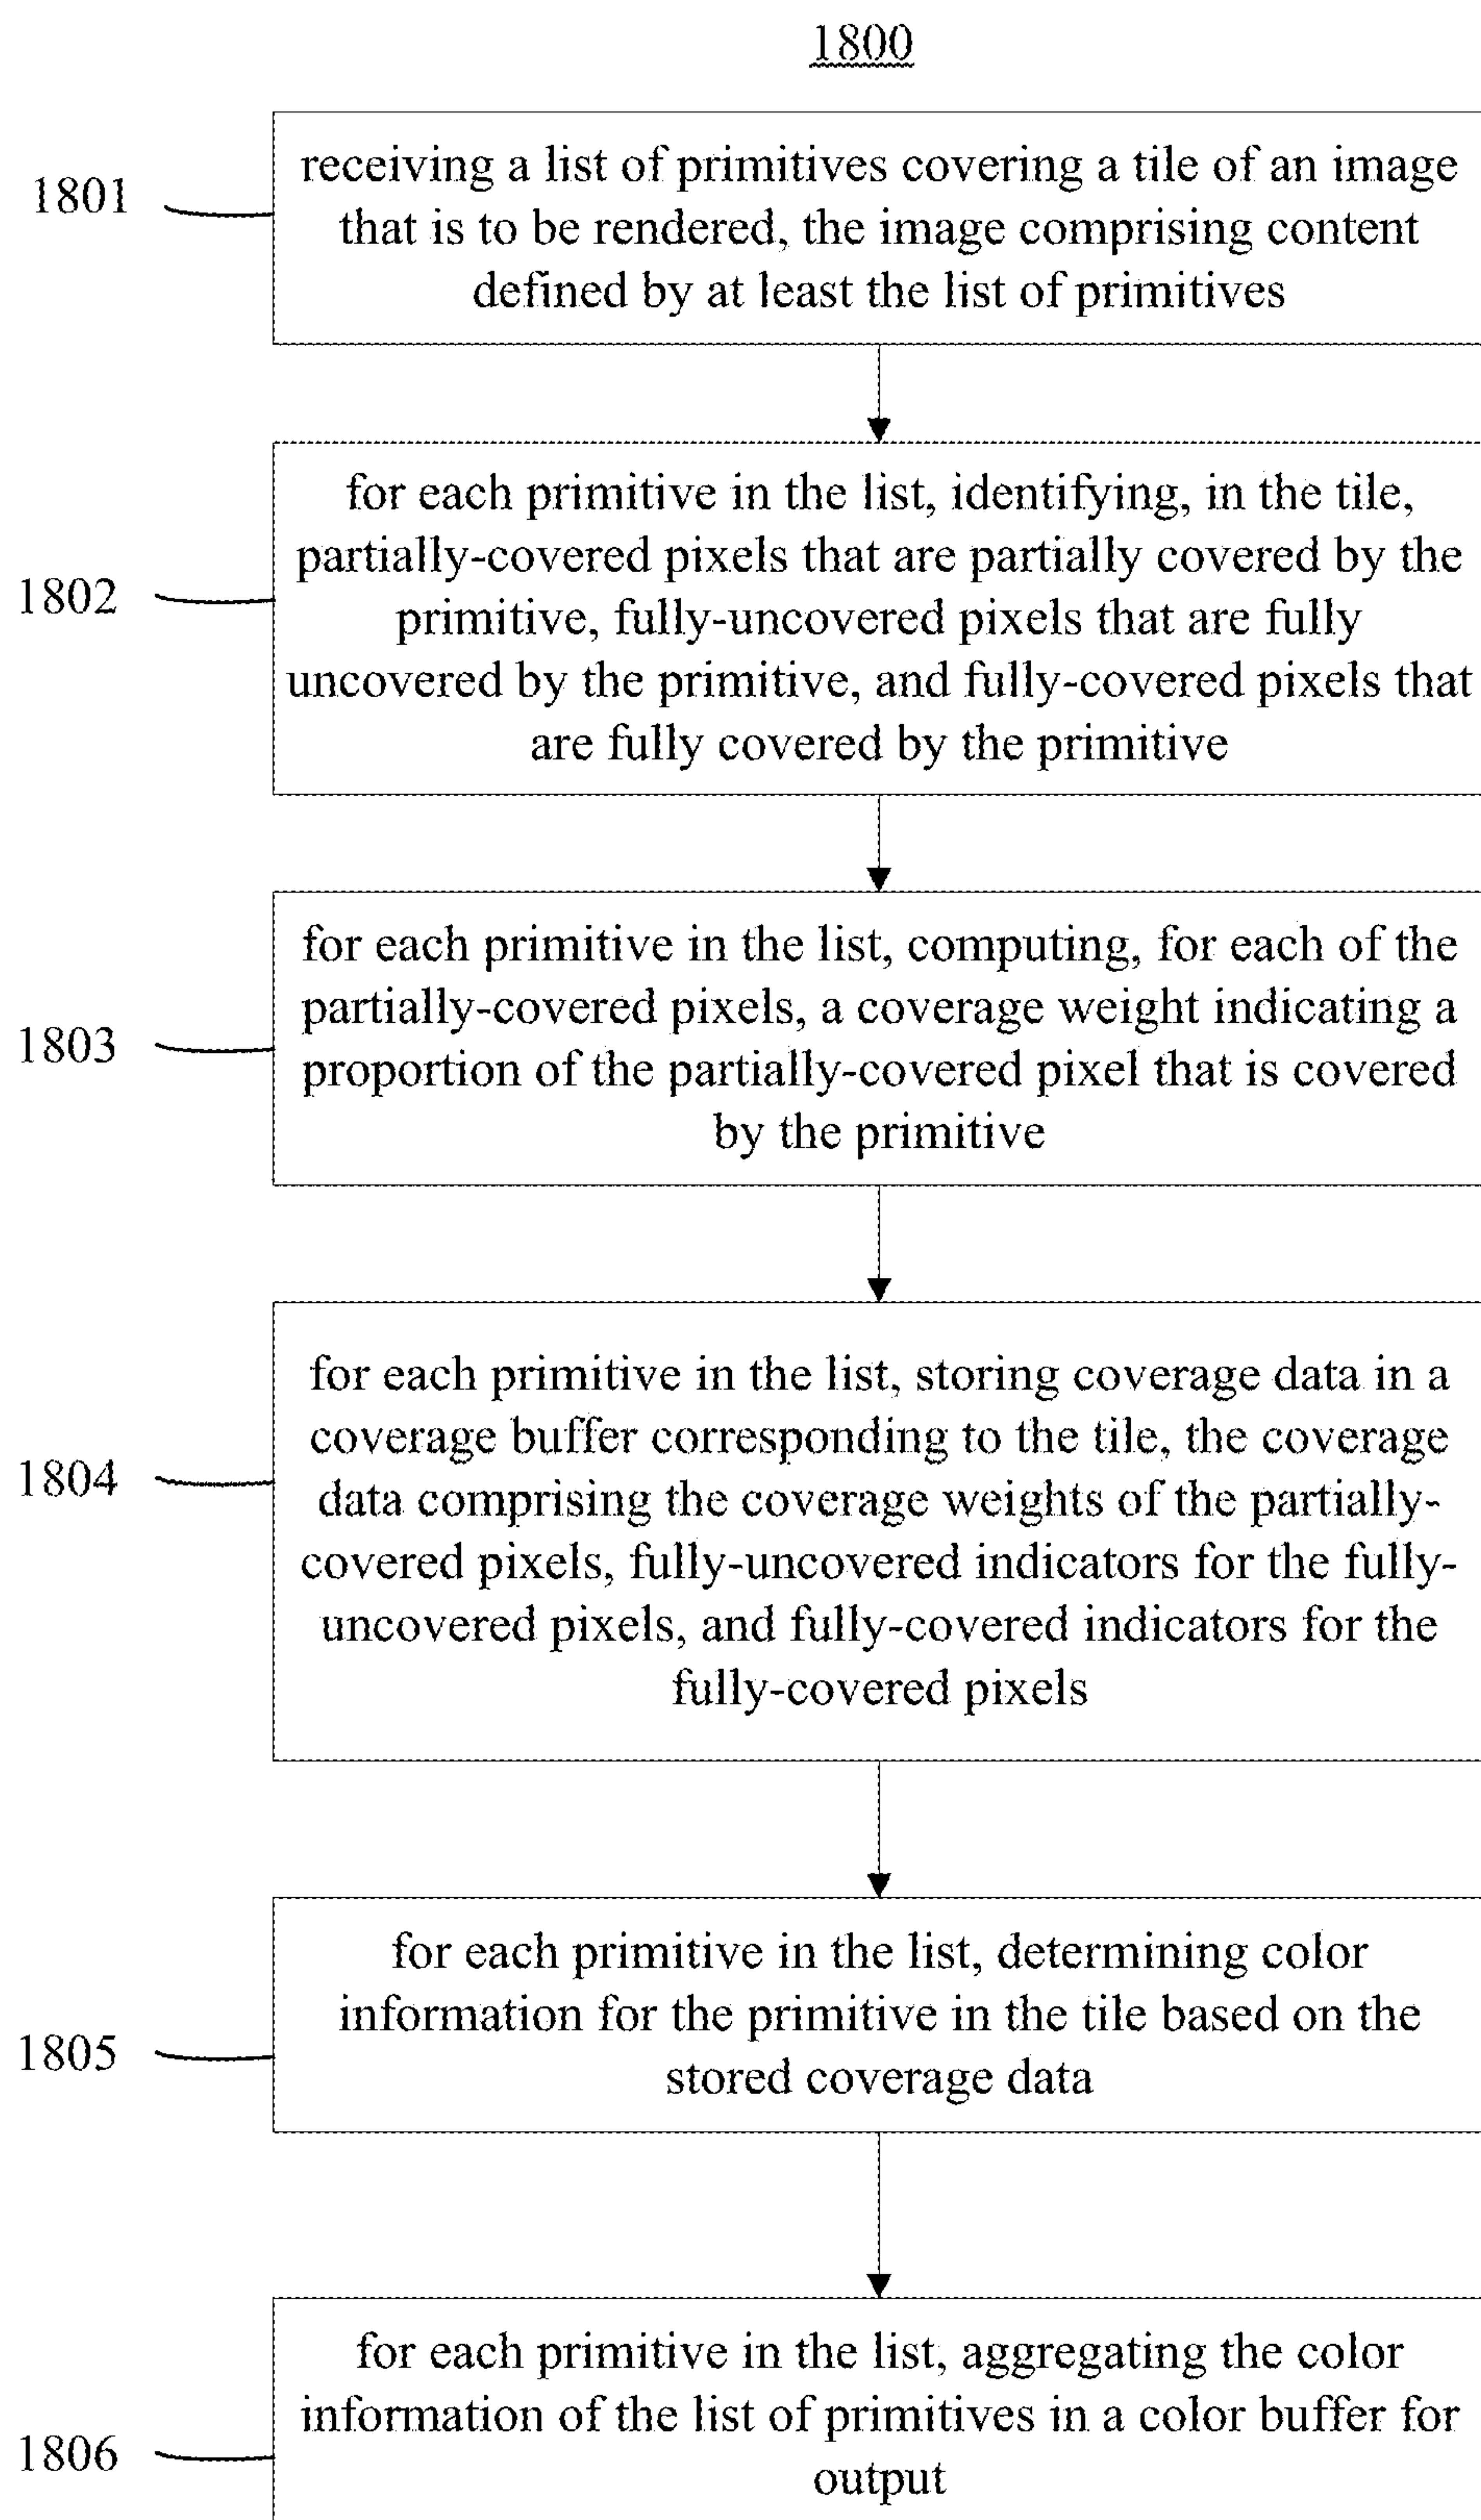 1800
1801
receiving a list of primitives covering a tile of an image
that is to be rendered, the image comprising content
defined by at least the list of primitives
1802
for each primitive in the list, identifying, in the tile,
partially-covered pixels that are partially covered by the
primitive, fully-uncovered pixels that are fully
uncovered by the primitive, and fully-covered pixels that
are fully covered by the primitive
1803
for each primitive in the list, computing, for each of the
partially-covered pixels, a coverage weight indicating a
proportion of the partially-covered pixel that is covered
by the primitive
1804
for each primitive in the list, storing coverage data in a
coverage buffer corresponding to the tile, the coverage
data comprising the coverage weights of the partially-
covered pixels, fully-uncovered indicators for the fully-
uncovered pixels, and fully-covered indicators for the
fully-covered pixels
1805
for each primitive in the list, determining color
information for the primitive in the tile based on the
stored coverage data
1806
for each primitive in the list, aggregating the color
information of the list of primitives in a color buffer for
output